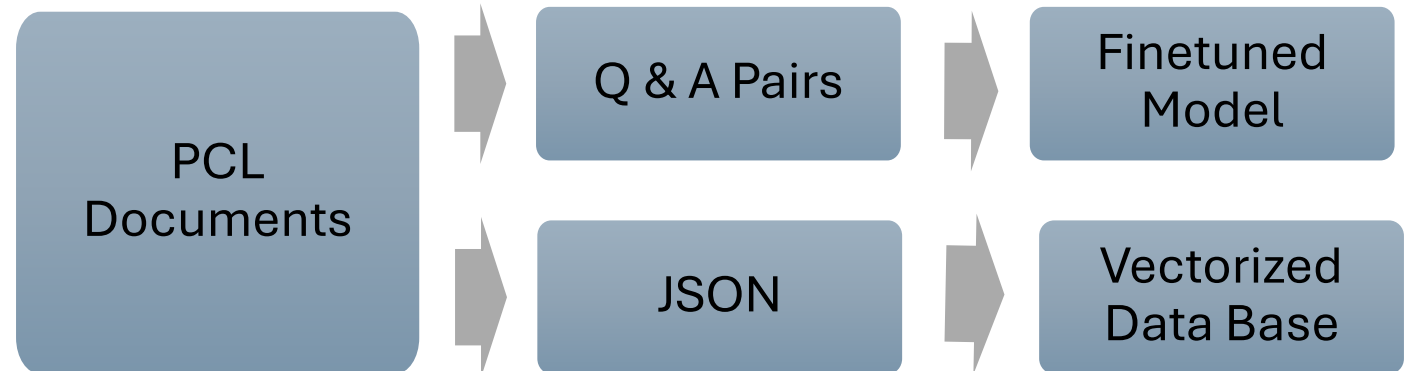 PCL
Documents
Q & A Pairs
Finetuned
Model
JSON
Vectorized
Data Base